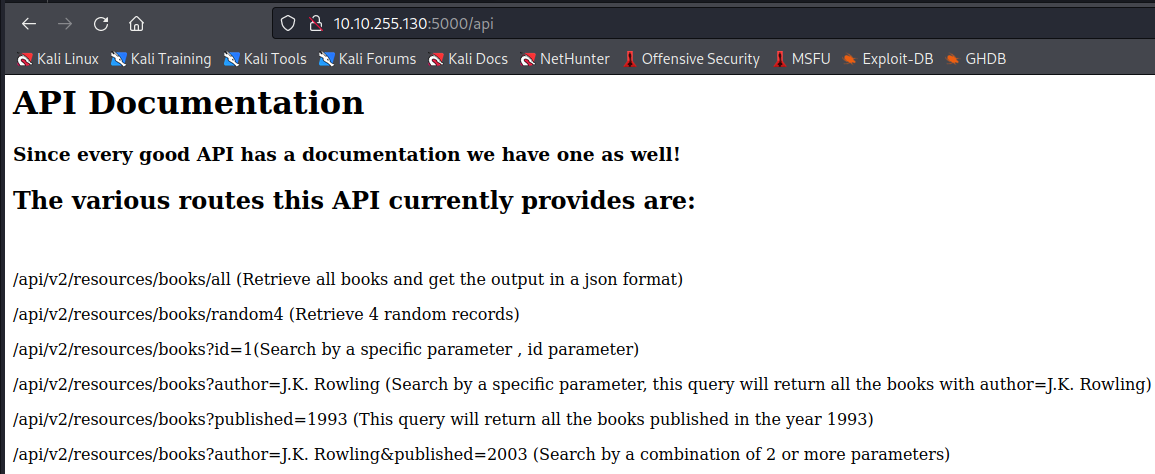 10.10.255.130:5000/api
Kali Linux Kali Training Kali Tools Kali Forums Kali Docs NetHunter Offensive Security MSFU Exploit-DB GHDB
API Documentation
Since every good API has a documentation we have one as well!
The various routes this API currently provides are:
/api/v2/resources/books/all (Retrieve all books and get the output in a json format)
/api/v2/resources/books/random4 (Retrieve 4 random records)
/api/v2/resources/books?id=1(Search by a specific parameter , id parameter)
/api/v2/resources/books?author=J.K. Rowling (Search by a specific parameter, this query will return all the books with author=J.K. Rowling)
/api/v2/resources/books?published=1993 (This query will return all the books published in the year 1993)
/api/v2/resources/books?author=J.K. Rowling&published=2003 (Search by a combination of 2 or more parameters)